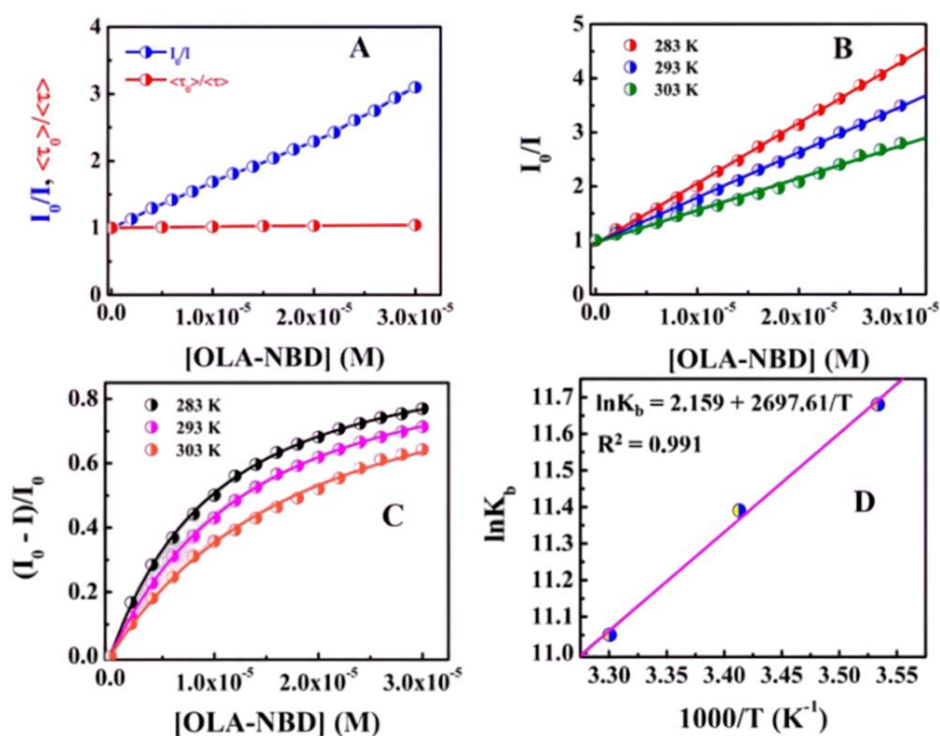 A
I₀/I
<τ₀>/<τ>
I₀/I, <τ₀>/<τ>
4
3
2
1
0
0.0 1.0x10⁻⁵ 2.0x10⁻⁵ 3.0x10⁻⁵
[OLA-NBD] (M)
B
283 K
293 K
303 K
I₀/I
5
4
3
2
1
0
0.0 1.0x10⁻⁵ 2.0x10⁻⁵ 3.0x10⁻⁵
[OLA-NBD] (M)
C
283 K
293 K
303 K
(I₀ - I)/I₀
0.8
0.6
0.4
0.2
0.0
0.0 1.0x10⁻⁵ 2.0x10⁻⁵ 3.0x10⁻⁵
[OLA-NBD] (M)
lnK_b = 2.159 + 2697.61/T
R² = 0.991
D
lnK_b
11.7
11.6
11.5
11.4
11.3
11.2
11.1
11.0
3.30 3.35 3.40 3.45 3.50 3.55
1000/T (K⁻¹)